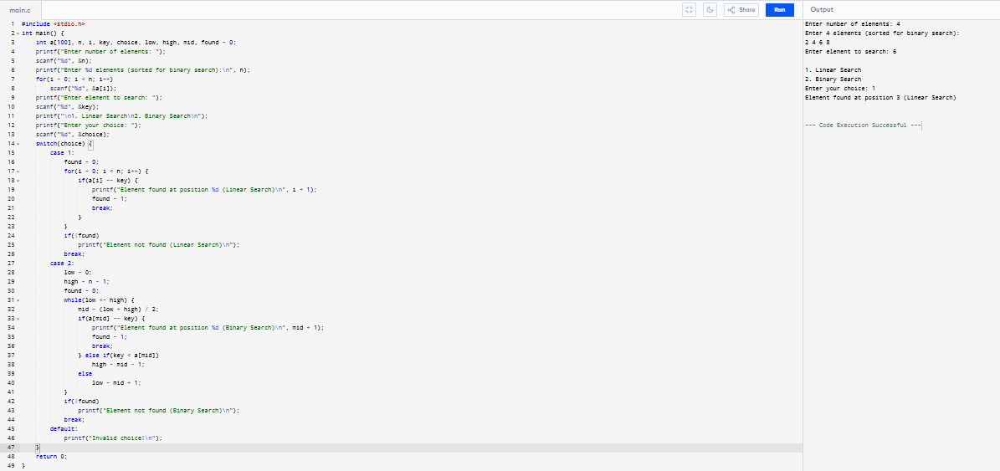 main.c
Share
Run
Output
1 #include <stdio.h>
2 int main() {
3 int a[100], n, i, key, choice, low, high, mid, found = 0;
4 printf("Enter number of elements: ");
5 scanf("%d", &n);
6 printf("Enter %d elements (sorted for binary search):\n", n);
7 for(i = 0; i < n; i++)
8 scanf("%d", &a[i]);
9 printf("Enter element to search: ");
10 scanf("%d", &key);
11 printf("\n1. Linear Search\n2. Binary Search\n");
12 printf("Enter your choice: ");
13 scanf("%d", &choice);
14 switch(choice) {
15 case 1:
16 found = 0;
17 for(i = 0; i < n; i++) {
18 if(a[i] == key) {
19 printf("Element found at position %d (Linear Search)\n", i + 1);
20 found = 1;
21 break;
22 }
23 }
24 if(!found)
25 printf("Element not found (Linear Search)\n");
26 break;
27 case 2:
28 low = 0;
29 high = n - 1;
30 found = 0;
31 while(low <= high) {
32 mid = (low + high) / 2;
33 if(a[mid] == key) {
34 printf("Element found at position %d (Binary Search)\n", mid + 1);
35 found = 1;
36 break;
37 } else if(key < a[mid])
38 high = mid - 1;
39 else
40 low = mid + 1;
41 }
42 if(!found)
43 printf("Element not found (Binary Search)\n");
44 break;
45 default:
46 printf("Invalid choice!\n");
47 }
48 return 0;
49 }
Enter number of elements: 4
Enter 4 elements (sorted for binary search):
2 4 6 8
Enter element to search: 6
1. Linear Search
2. Binary Search
Enter your choice: 1
Element found at position 3 (Linear Search)
--- Code Execution Successful ---